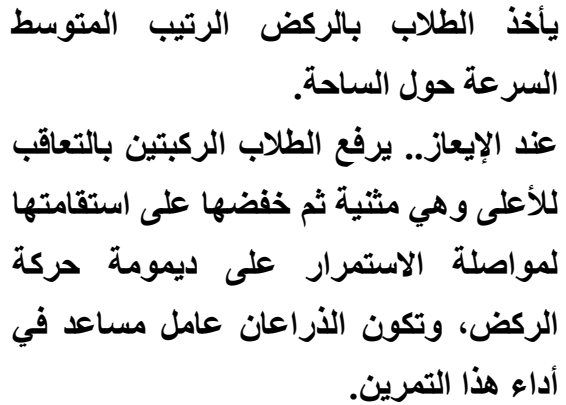 يأخذ الطلاب بالركض الرتيب المتوسط
السرعة حول الساحة.
عند الإيعاز.. يرفع الطلاب الركبتين بالتعاقب
للأعلى وهي مثنية ثم خفضها على استقامتها
لمواصلة الاستمرار على ديمومة حركة
الركض، وتكون الذراعان عامل مساعد في
أداء هذا التمرين.